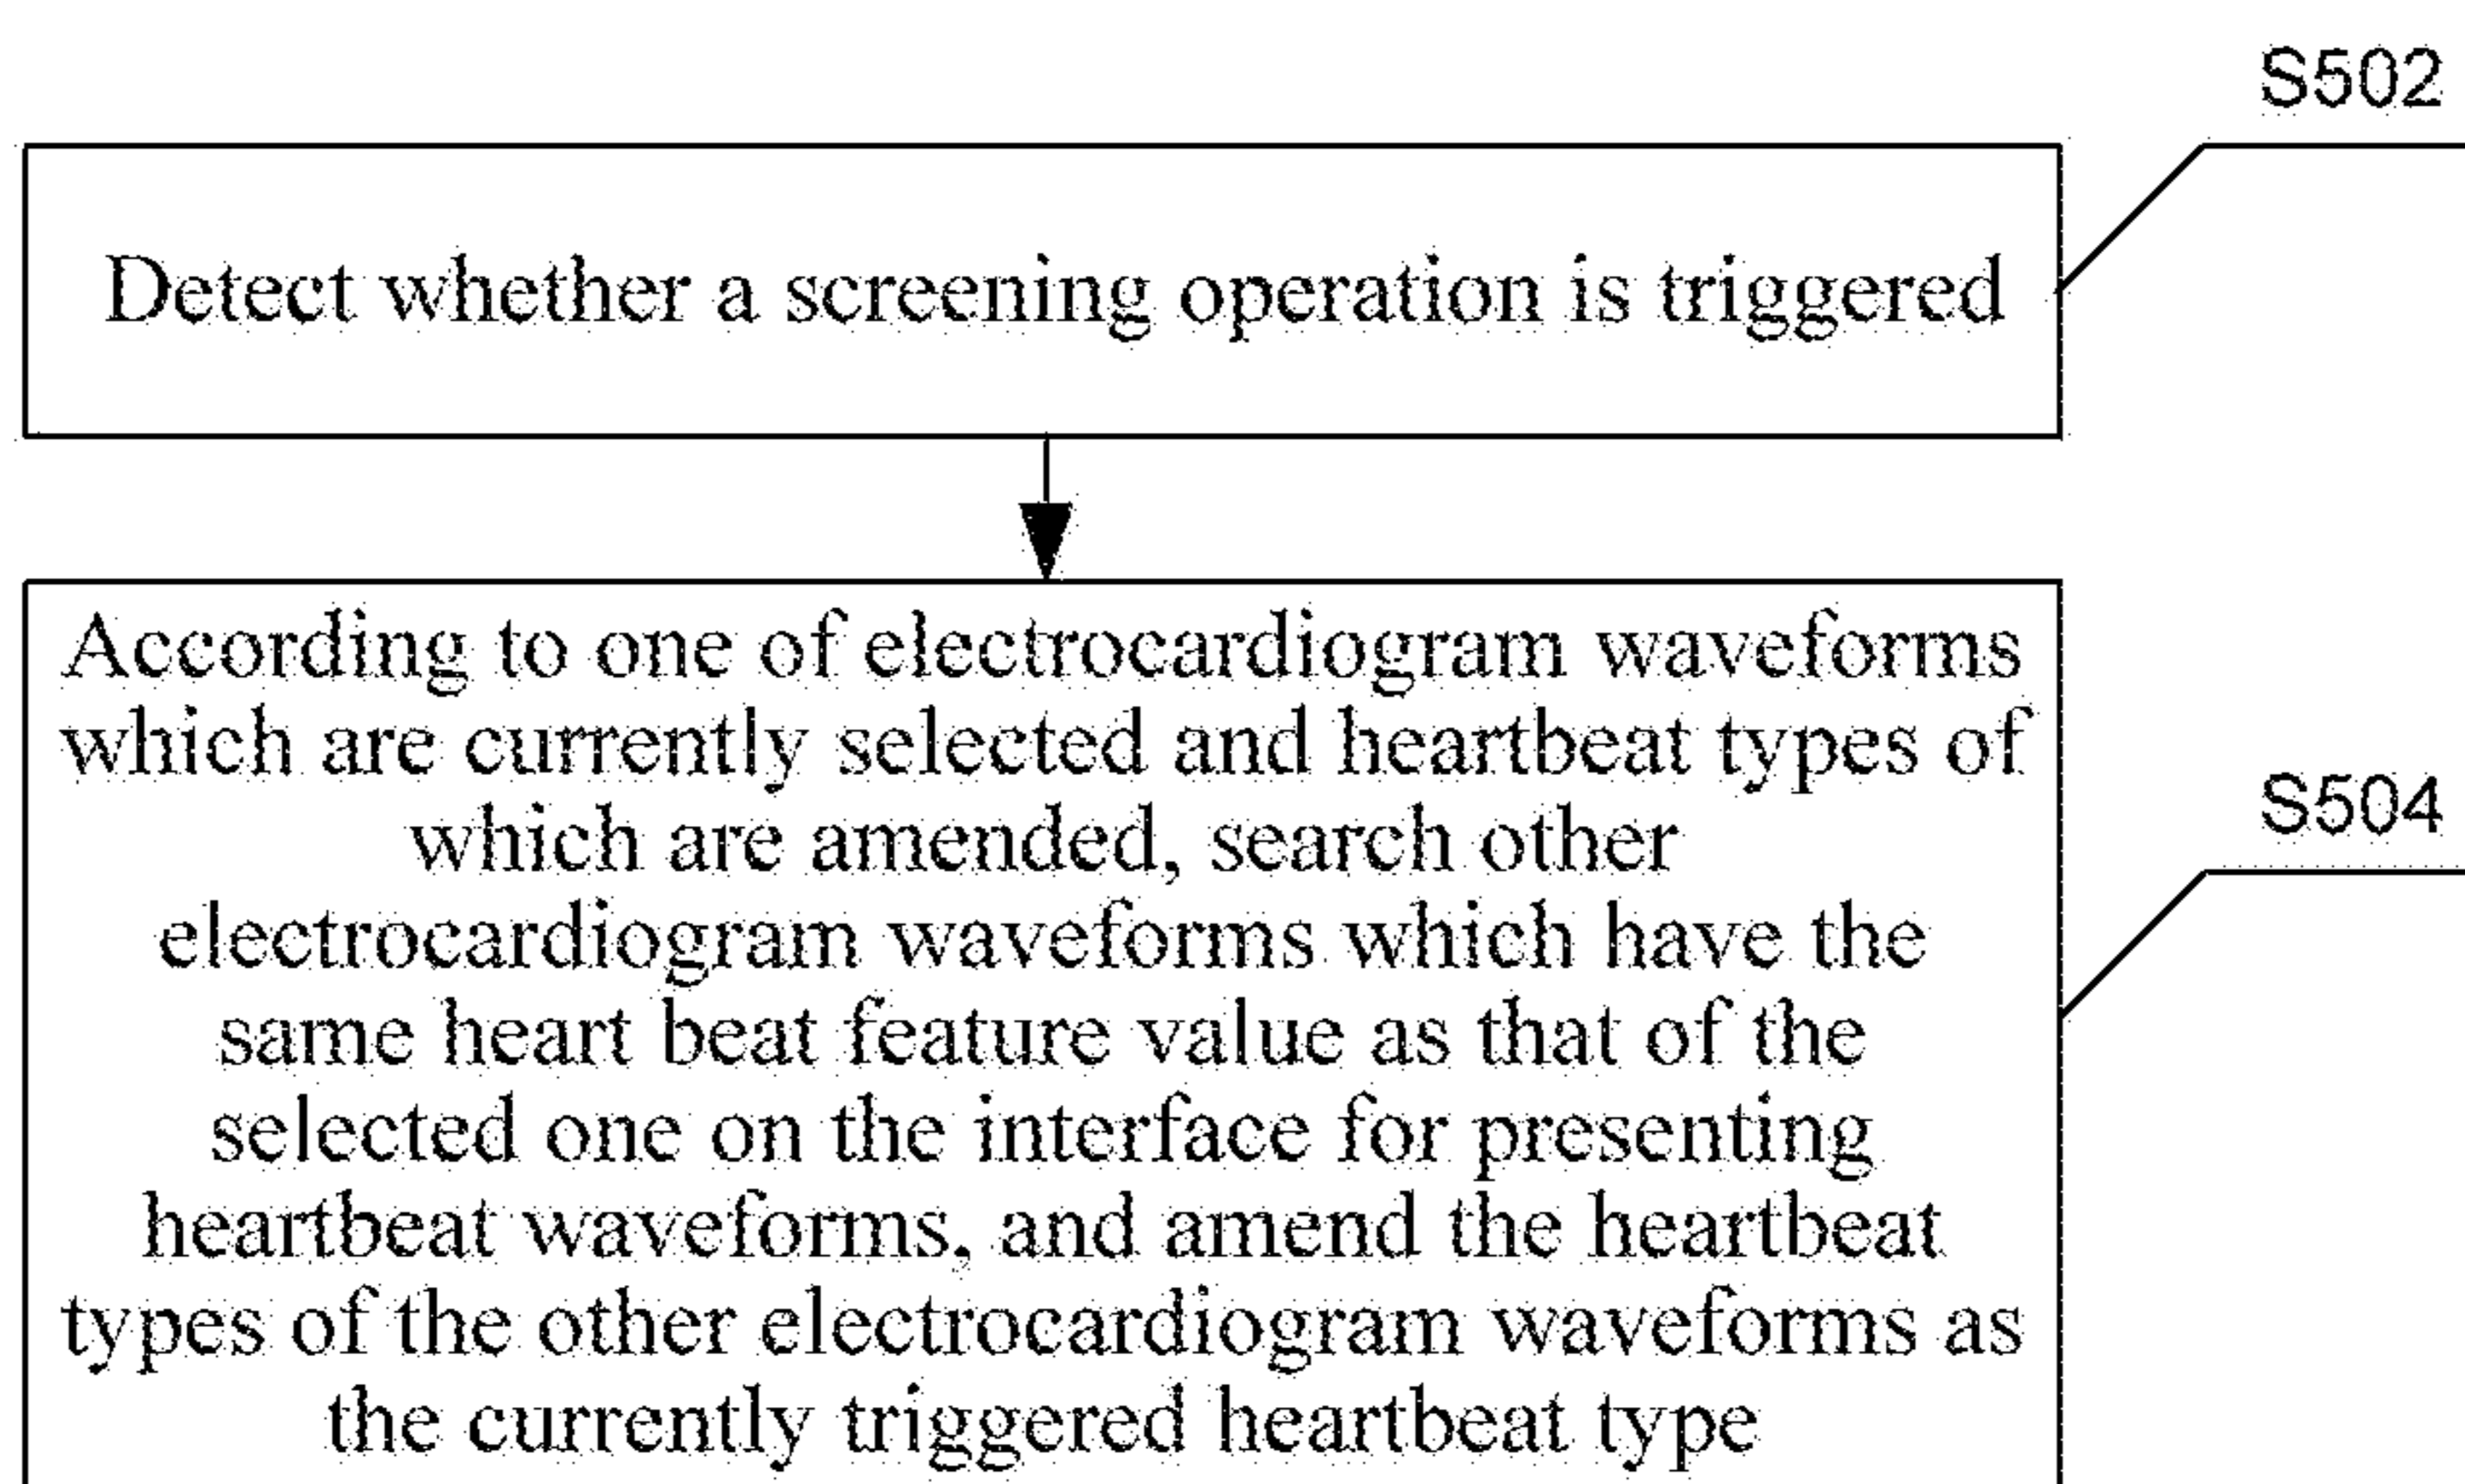 S502
Detect whether a screening operation is triggered
According to one of electrocardiogram waveforms
which are currently selected and heartbeat types of
which are amended, search other
S504
electrocardiogram waveforms which have the
same heart beat feature value as that of the
selected one on the interface for presenting
heartbeat waveforms, and amend the heartbeat
types of the other electrocardiogram waveforms as
the currently triggered heartbeat type